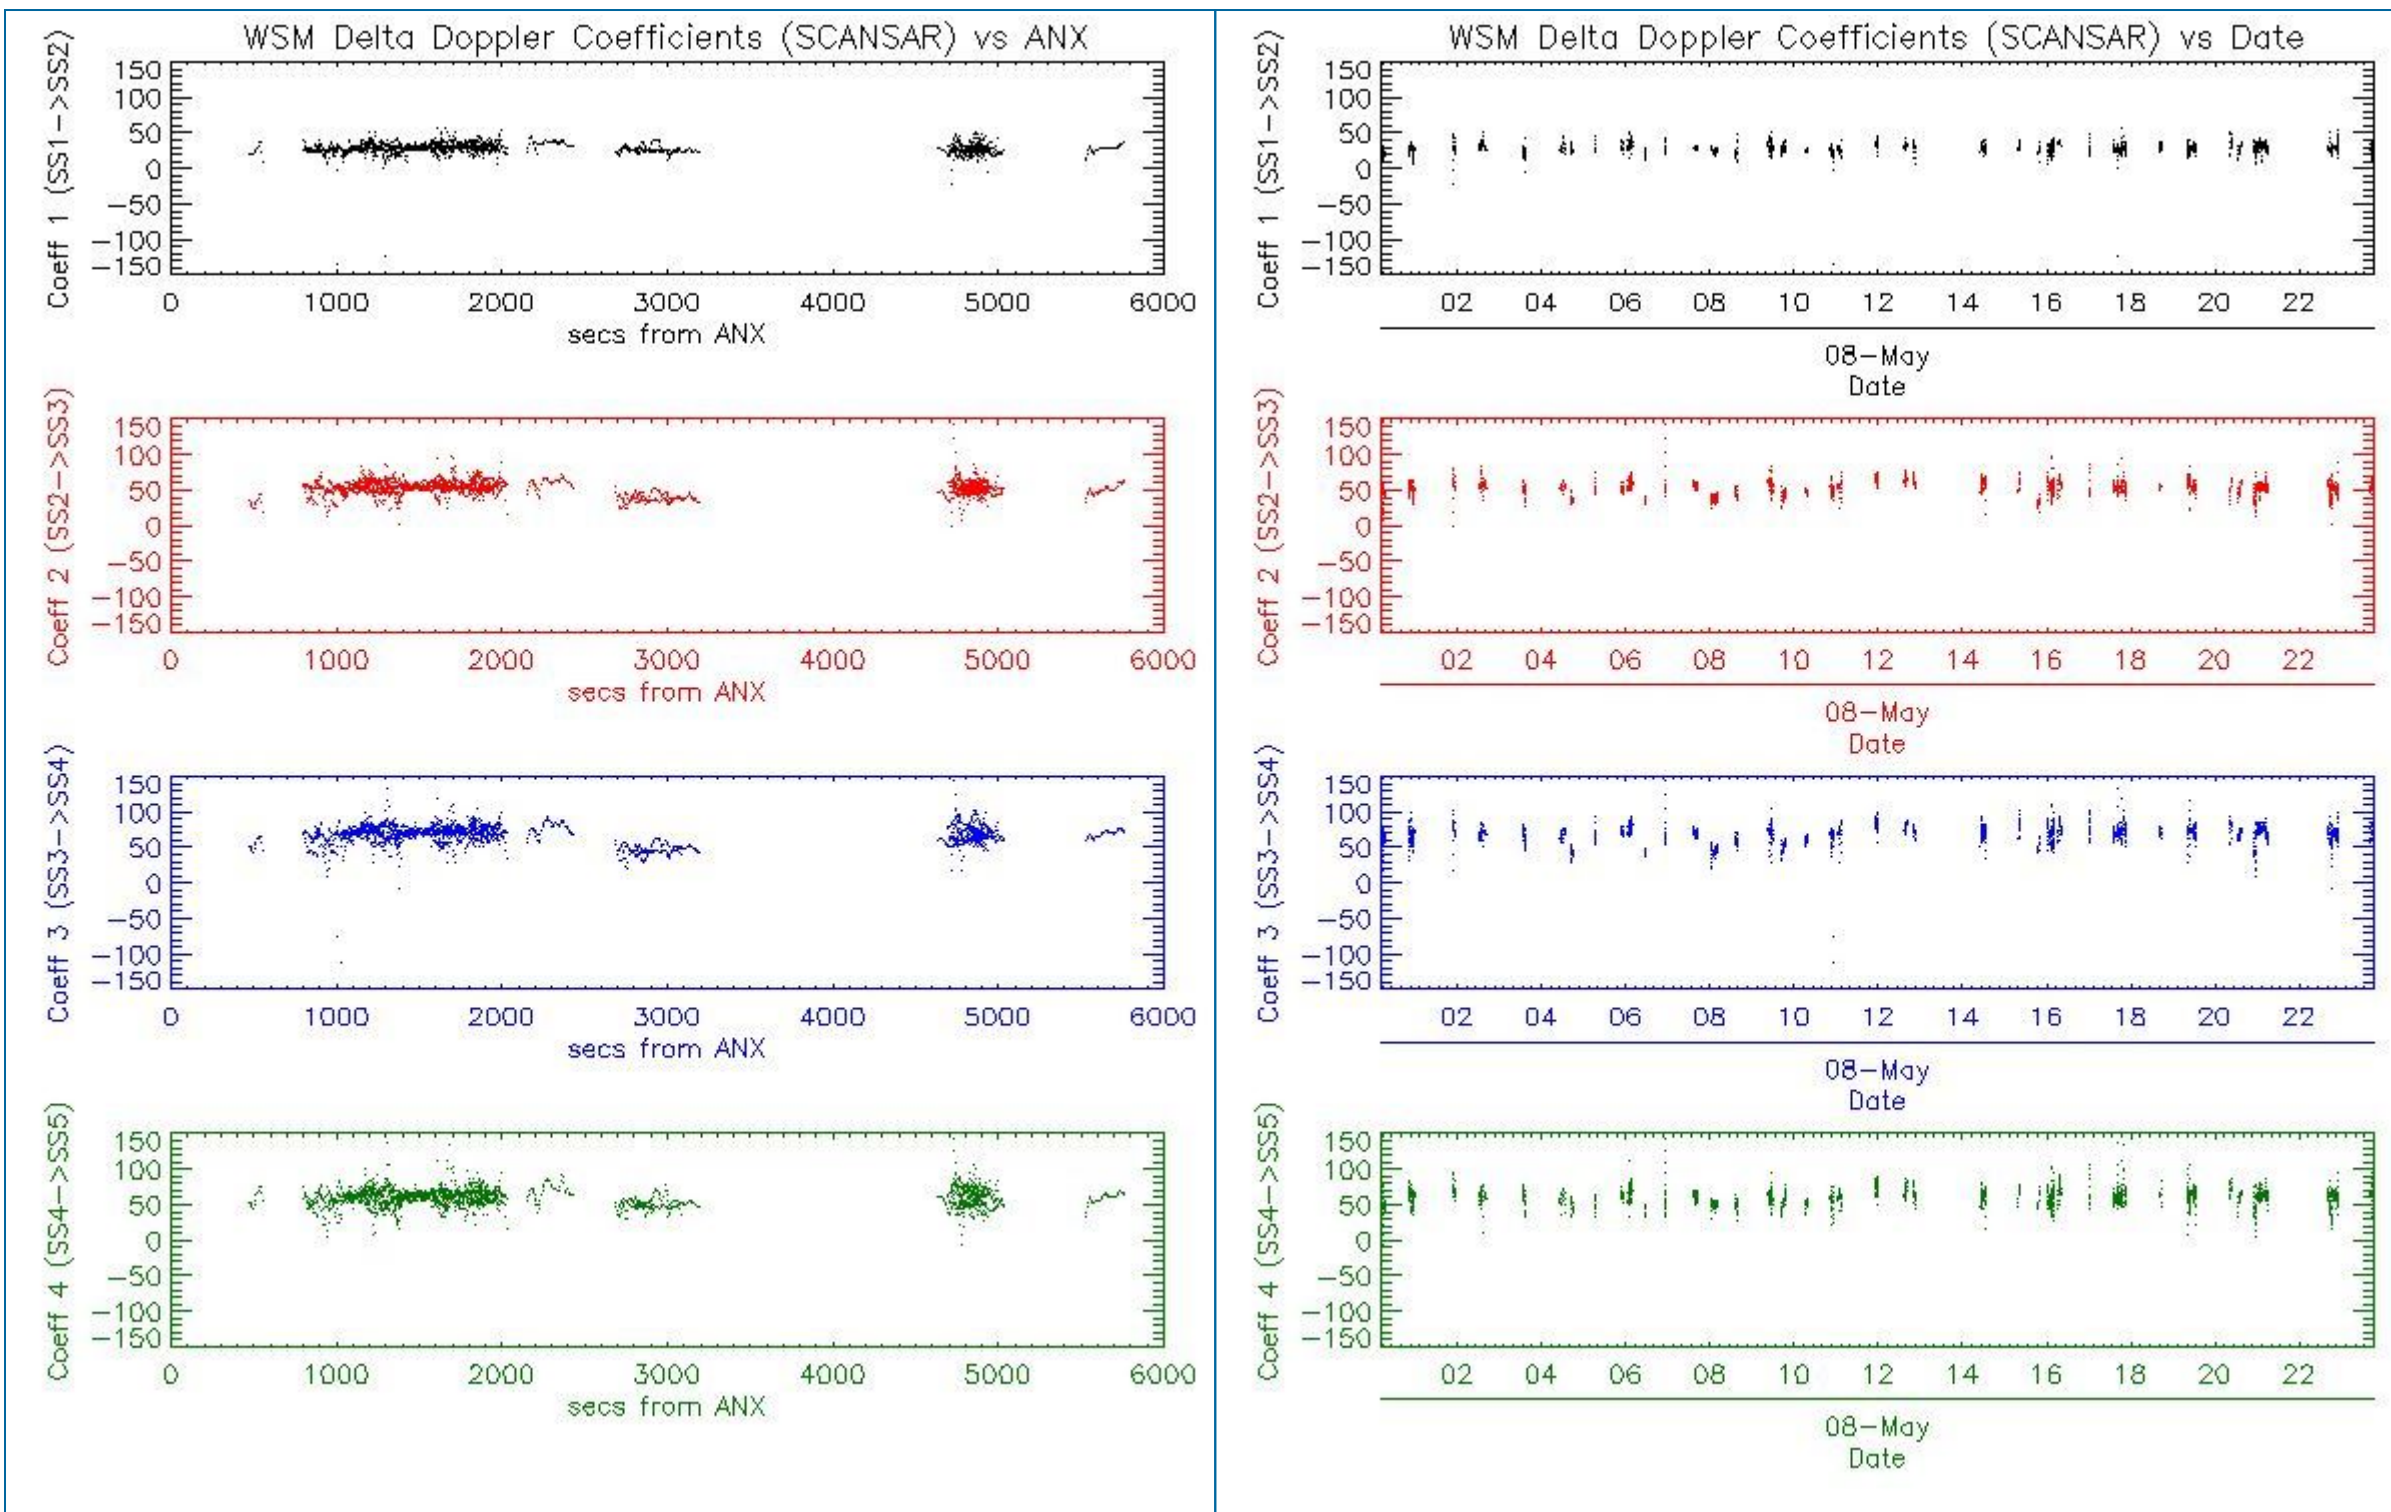 WSM Delta Doppler Coefficients (SCANSAR) vs ANX
Coeff 1 (SS1->SS2)
150
100
50
0
-50
-100
-150
0 1000 2000 3000 4000 5000 6000
secs from ANX
Coeff 2 (SS2->SS3)
150
100
50
0
-50
-100
-150
0 1000 2000 3000 4000 5000 6000
secs from ANX
Coeff 3 (SS3->SS4)
150
100
50
0
-50
-100
-150
0 1000 2000 3000 4000 5000 6000
secs from ANX
Coeff 4 (SS4->SS5)
150
100
50
0
-50
-100
-150
0 1000 2000 3000 4000 5000 6000
secs from ANX
WSM Delta Doppler Coefficients (SCANSAR) vs Date
Coeff 1 (SS1->SS2)
150
100
50
0
-50
-100
-150
02 04 06 08 10 12 14 16 18 20 22
08-May
Date
Coeff 2 (SS2->SS3)
150
100
50
0
-50
-100
-150
02 04 06 08 10 12 14 16 18 20 22
08-May
Date
Coeff 3 (SS3->SS4)
150
100
50
0
-50
-100
-150
02 04 06 08 10 12 14 16 18 20 22
08-May
Date
Coeff 4 (SS4->SS5)
150
100
50
0
-50
-100
-150
02 04 06 08 10 12 14 16 18 20 22
08-May
Date